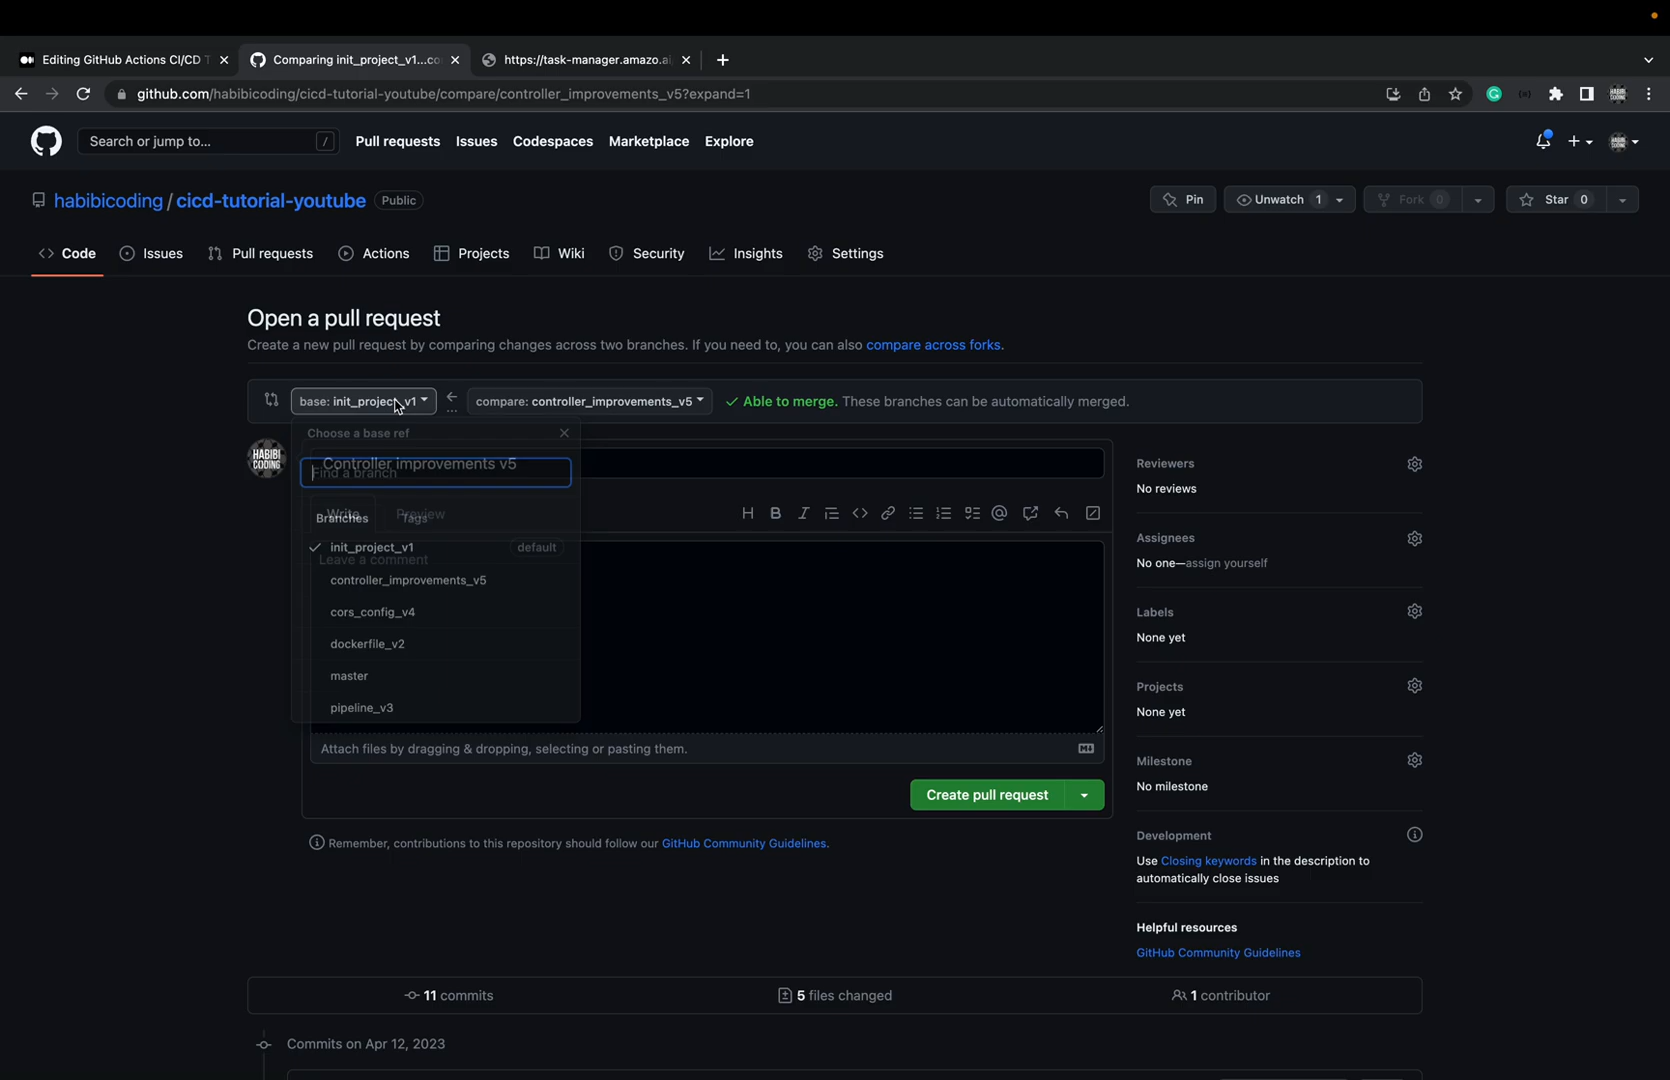 Editing GitHub Actions CI/CD T
Comparing init_project_v1...co
https://task-manager.amazo.ai
github.com/habibicoding/cicd-tutorial-youtube/compare/controller_improvements_v5?expand=1
Search or jump to... /
Pull requests
Issues
Codespaces
Marketplace
Explore
habibicoding / cicd-tutorial-youtube Public
Pin
Unwatch 1
Fork 0
Star 0
Code
Issues
Pull requests
Actions
Projects
Wiki
Security
Insights
Settings
Open a pull request
Create a new pull request by comparing changes across two branches. If you need to, you can also compare across forks.
base: init_project_v1
compare: controller_improvements_v5
Able to merge. These branches can be automatically merged.
Choose a base ref
HABIBI
CODING
Controller improvements v5
Find a branch
Write Preview
Branches Tags
init_project_v1 default
Leave a comment
controller_improvements_v5
cors_config_v4
dockerfile_v2
master
pipeline_v3
Attach files by dragging & dropping, selecting or pasting them.
Create pull request
Remember, contributions to this repository should follow our GitHub Community Guidelines.
Reviewers
No reviews
Assignees
No one—assign yourself
Labels
None yet
Projects
None yet
Milestone
No milestone
Development
Use Closing keywords in the description to
automatically close issues
Helpful resources
GitHub Community Guidelines
11 commits
5 files changed
1 contributor
Commits on Apr 12, 2023